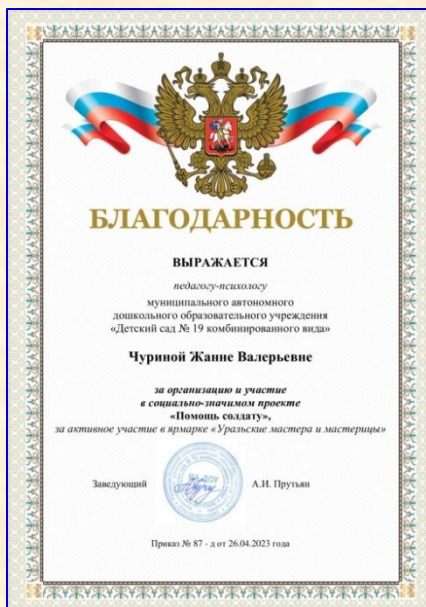 БЛАГОДАРНОСТЬ
ВЫРАЖАЕТСЯ
педагогу-психологу
муниципального автономного
дошкольного образовательного учреждения
«Детский сад № 19 комбинированного вида»
Чуриной Жанне Валерьевне
за организацию и участие
в социально-значимом проекте
«Помощь солдату»,
за активное участие в ярмарке «Уральские мастера и мастерицы»
Заведующий А.И. Прутьян
Приказ № 87 - д от 26.04.2023 года